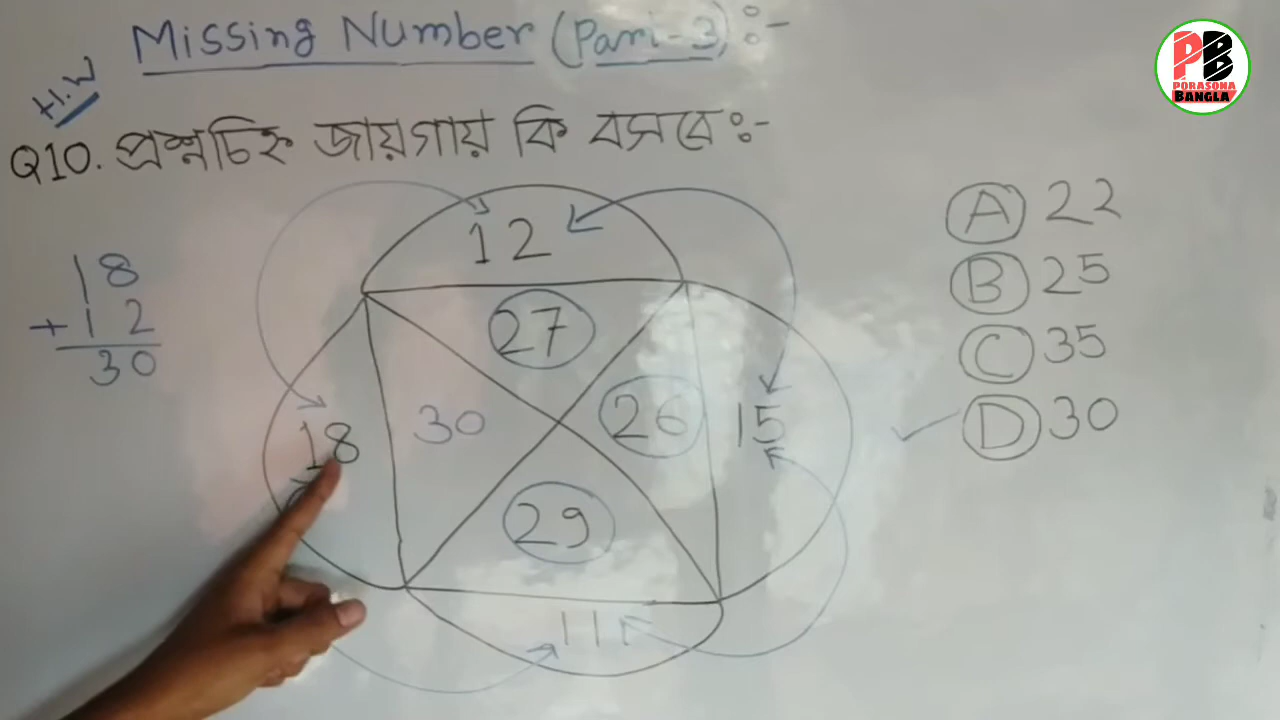 Missing Number (Part-3):-
H.W
Q10. প্রশ্নচিহ্ন জায়গায় কি বসবে:-
18
+12
30
12
27
18
30
26
15
29
11
A 22
B 25
C 35
D 30
PB
PORASONA
BANGLA